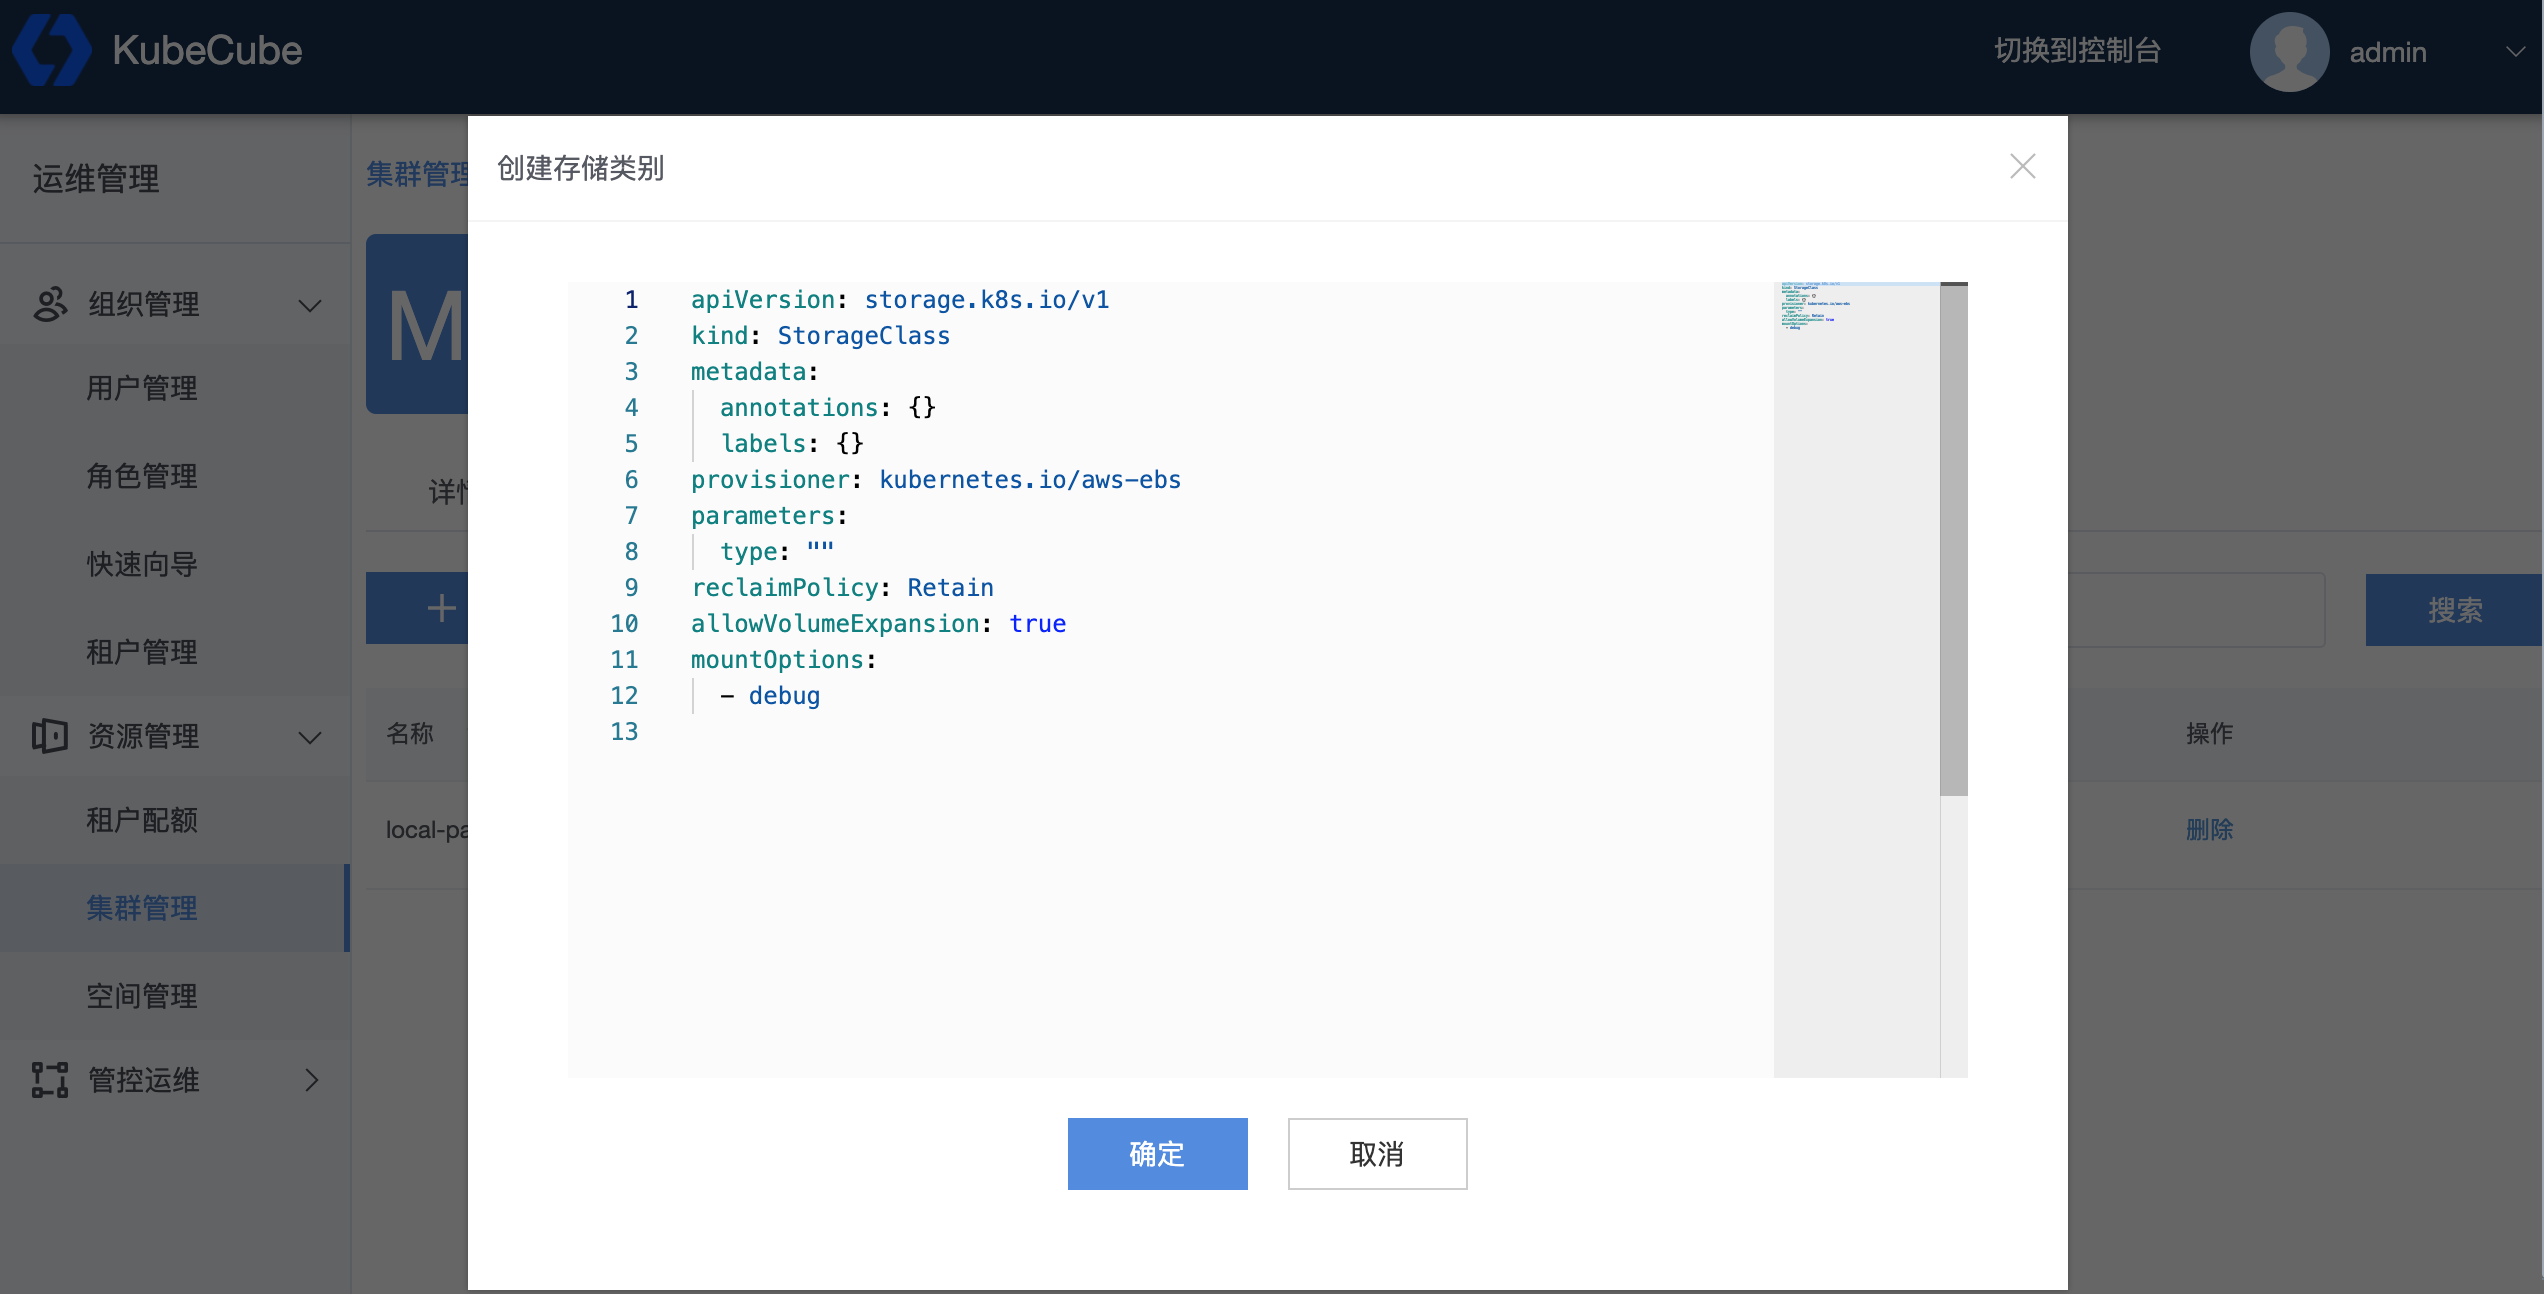 KubeCube
切换到控制台
admin
运维管理
组织管理
用户管理
角色管理
快速向导
租户管理
资源管理
租户配额
集群管理
空间管理
管控运维
集群管理
M
搜索
名称
操作
local-pa
删除
创建存储类别
1 apiVersion: storage.k8s.io/v1
2 kind: StorageClass
3 metadata:
4 annotations: {}
5 labels: {}
6 provisioner: kubernetes.io/aws-ebs
7 parameters:
8 type: ""
9 reclaimPolicy: Retain
10 allowVolumeExpansion: true
11 mountOptions:
12 - debug
13
确定
取消